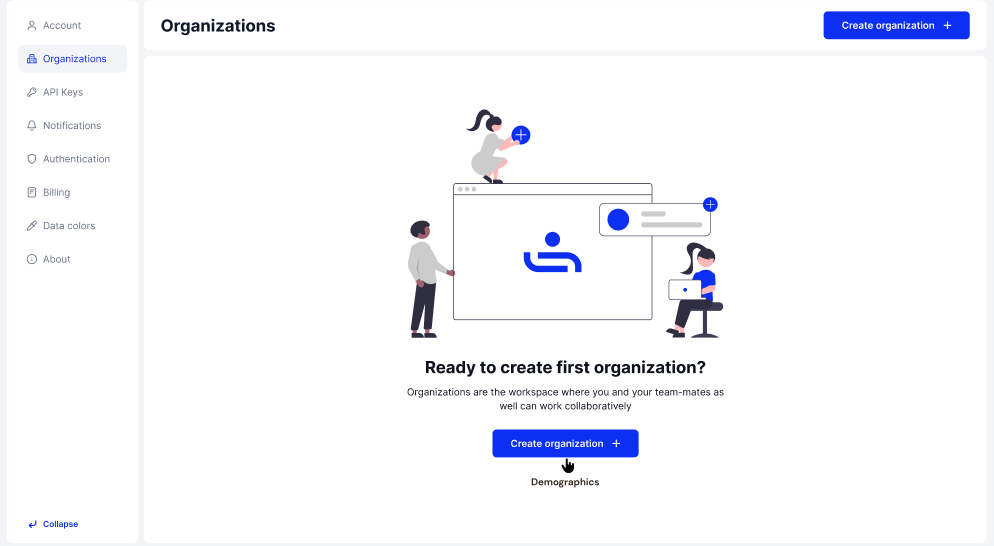 Account
Organizations
API Keys
Notifications
Authentication
Billing
Data colors
About
Collapse
Organizations
Create organization +
Ready to create first organization?
Organizations are the workspace where you and your team-mates as
well can work collaboratively
Create organization +
Demographics